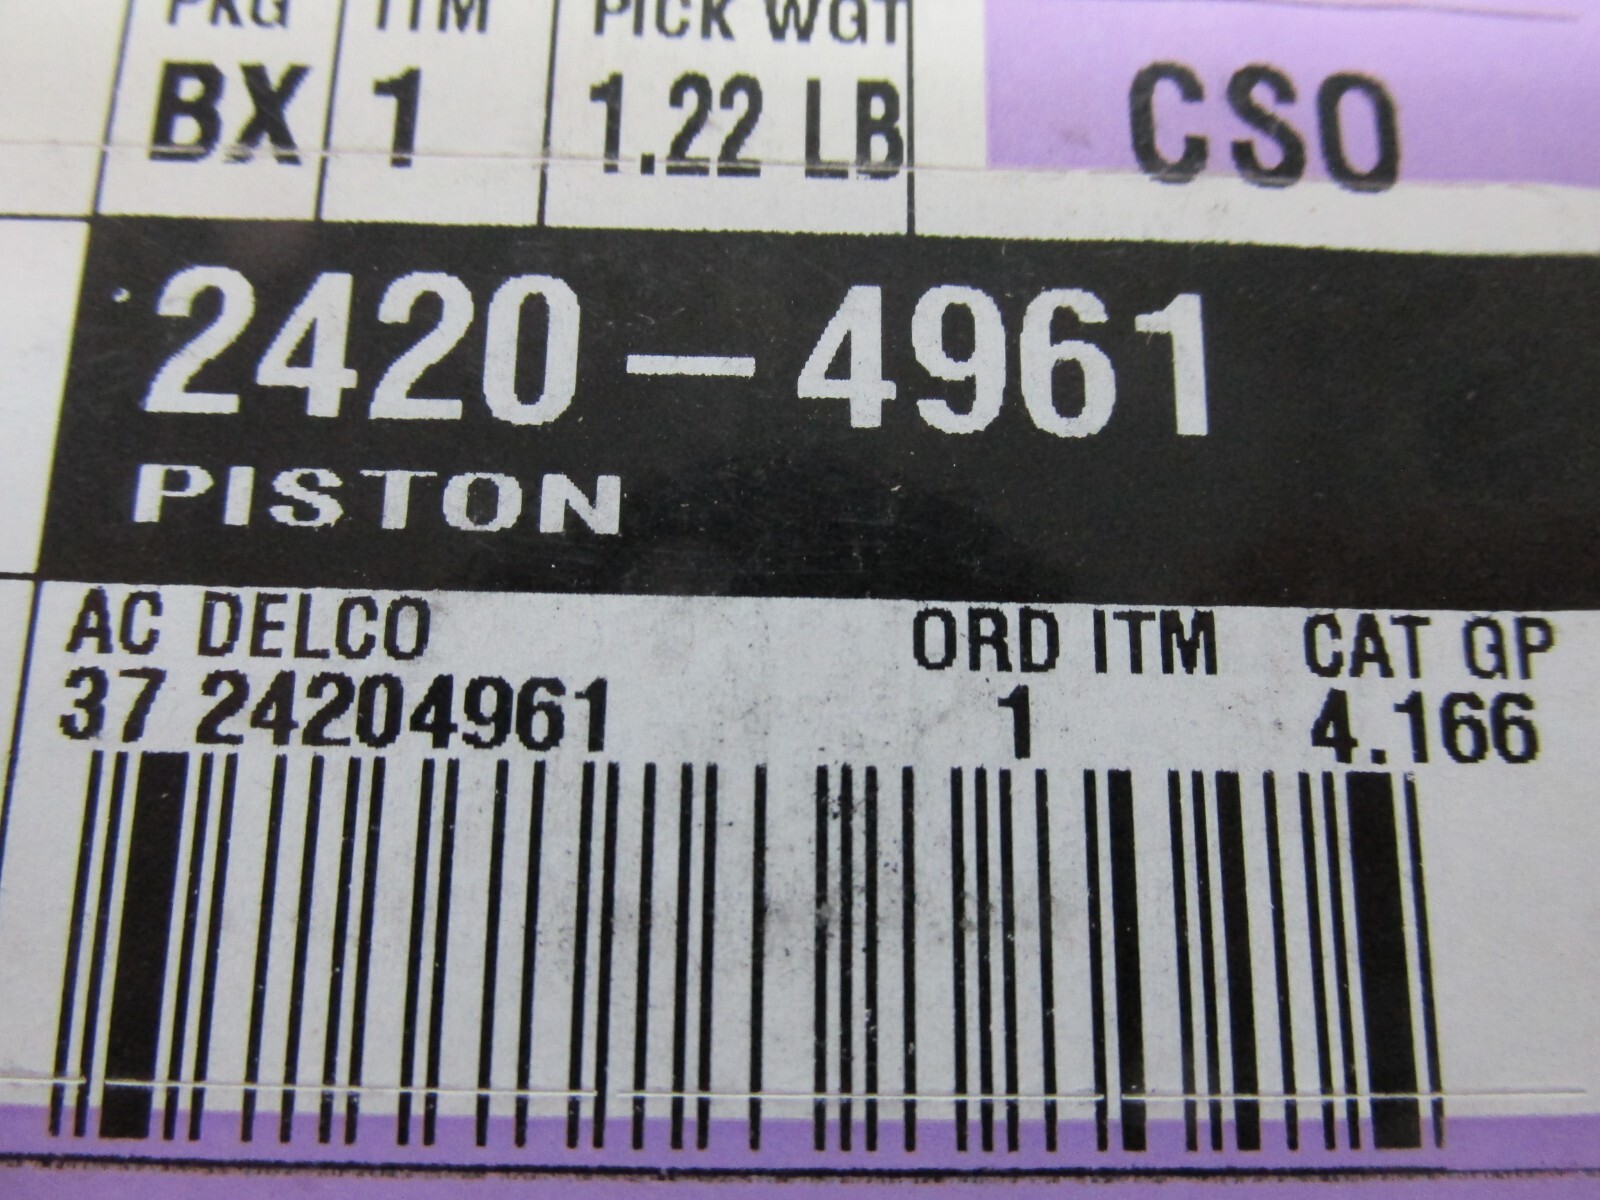 PKG ITM PICK WGT
BX 1 1.22 LB CSO
2420-4961
PISTON
AC DELCO ORD ITM CAT GP
37 24204961 1 4.166